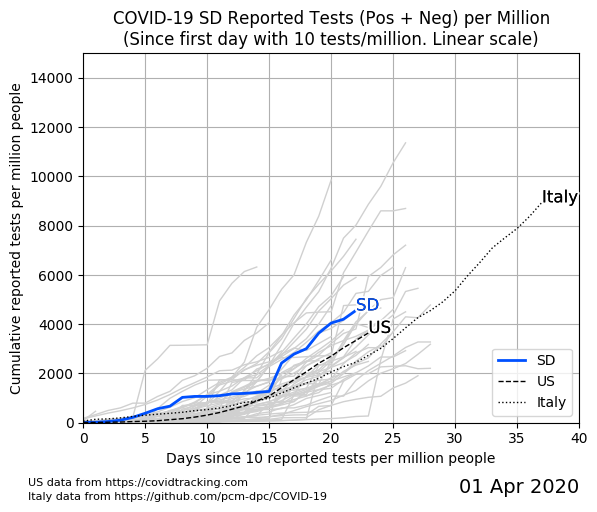 COVID-19 SD Reported Tests (Pos + Neg) per Million
(Since first day with 10 tests/million. Linear scale)
Cumulative reported tests per million people
14000
12000
10000
8000
6000
4000
2000
0
Italy
SD
US
SD
US
Italy
0 5 10 15 20 25 30 35 40
Days since 10 reported tests per million people
US data from https://covidtracking.com
Italy data from https://github.com/pcm-dpc/COVID-19
01 Apr 2020